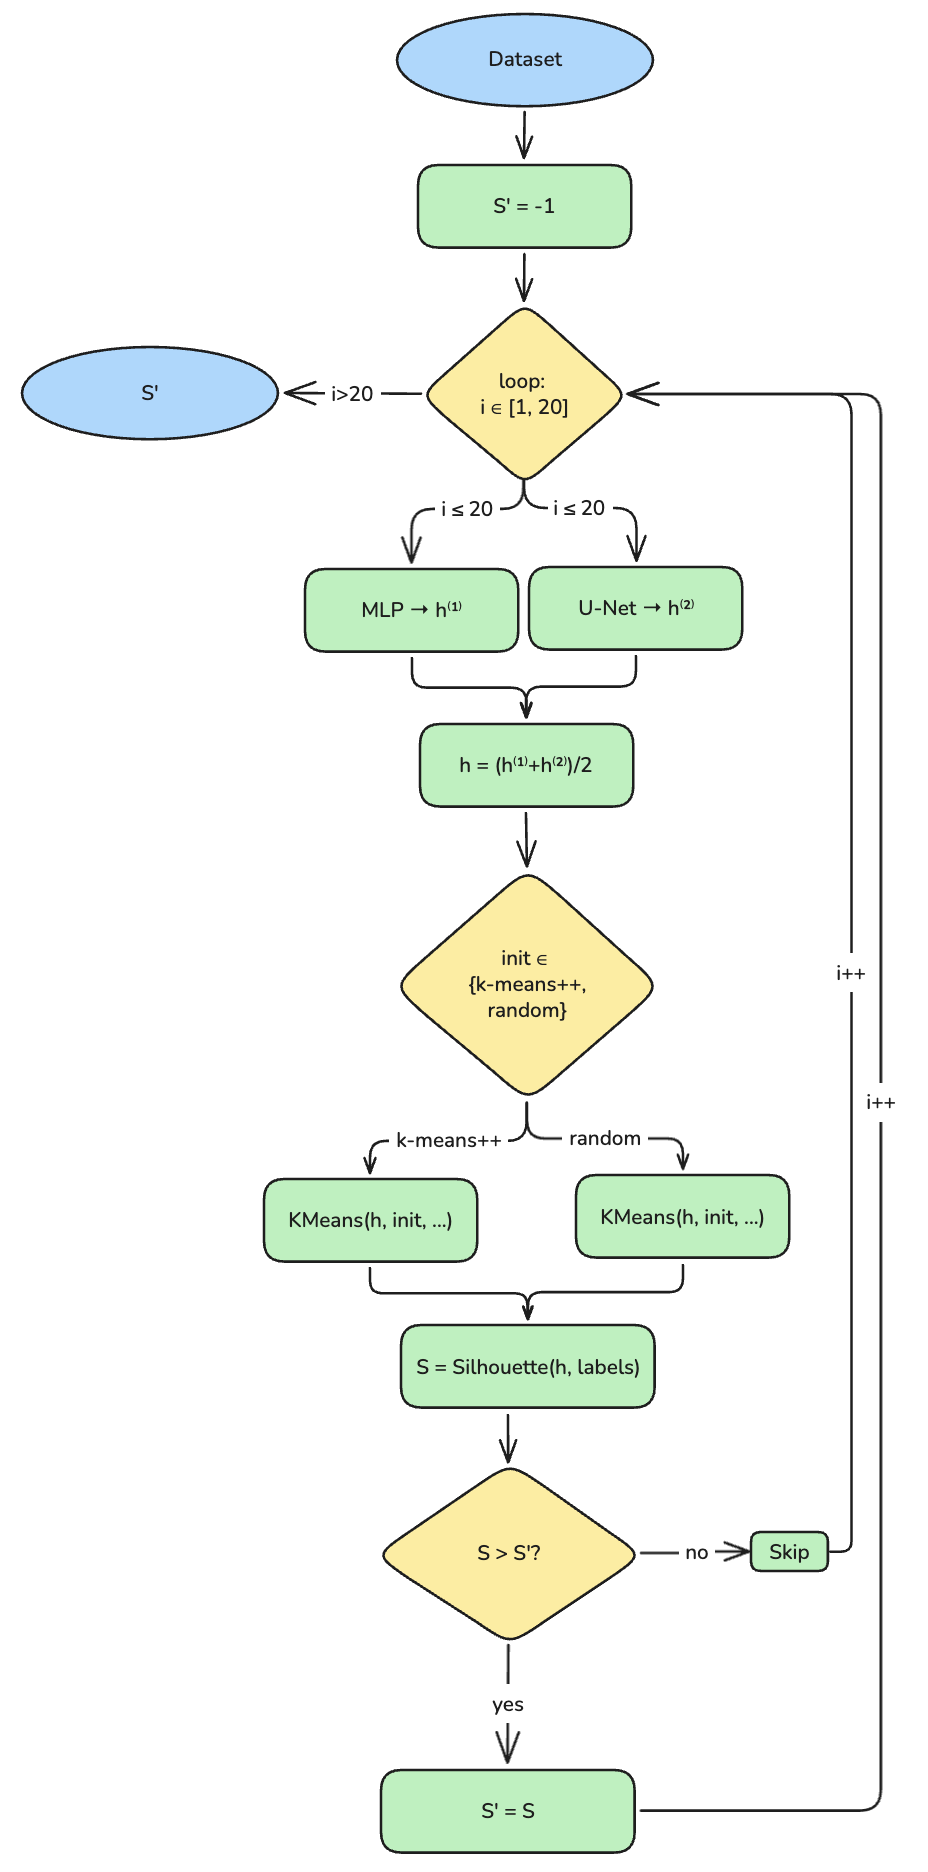 Dataset
S' = -1
loop:
i ∈ [1, 20]
i>20
S'
i ≤ 20
i ≤ 20
MLP → h⁽¹⁾
U-Net → h⁽²⁾
h = (h⁽¹⁾+h⁽²⁾)/2
init ∈
{k-means++,
random}
i++
i++
k-means++
random
KMeans(h, init, ...)
KMeans(h, init, ...)
S = Silhouette(h, labels)
S > S'?
no
Skip
yes
S' = S